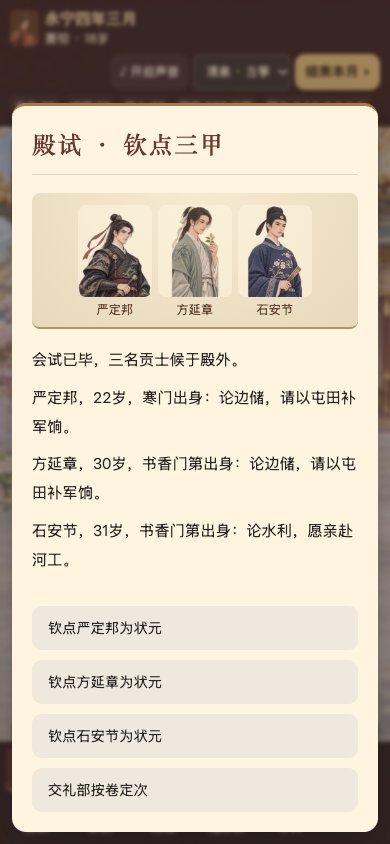 永宁四年三月
♪ 开启声音
清晨 · 古筝
结束本月 ›
殿试 · 钦点三甲
严定邦
方延章
石安节
会试已毕，三名贡士候于殿外。
严定邦，22岁，寒门出身：论边储，请以屯田补
军饷。
方延章，30岁，书香门第出身：论边储，请以屯
田补军饷。
石安节，31岁，书香门第出身：论水利，愿亲赴
河工。
钦点严定邦为状元
钦点方延章为状元
钦点石安节为状元
交礼部按卷定次